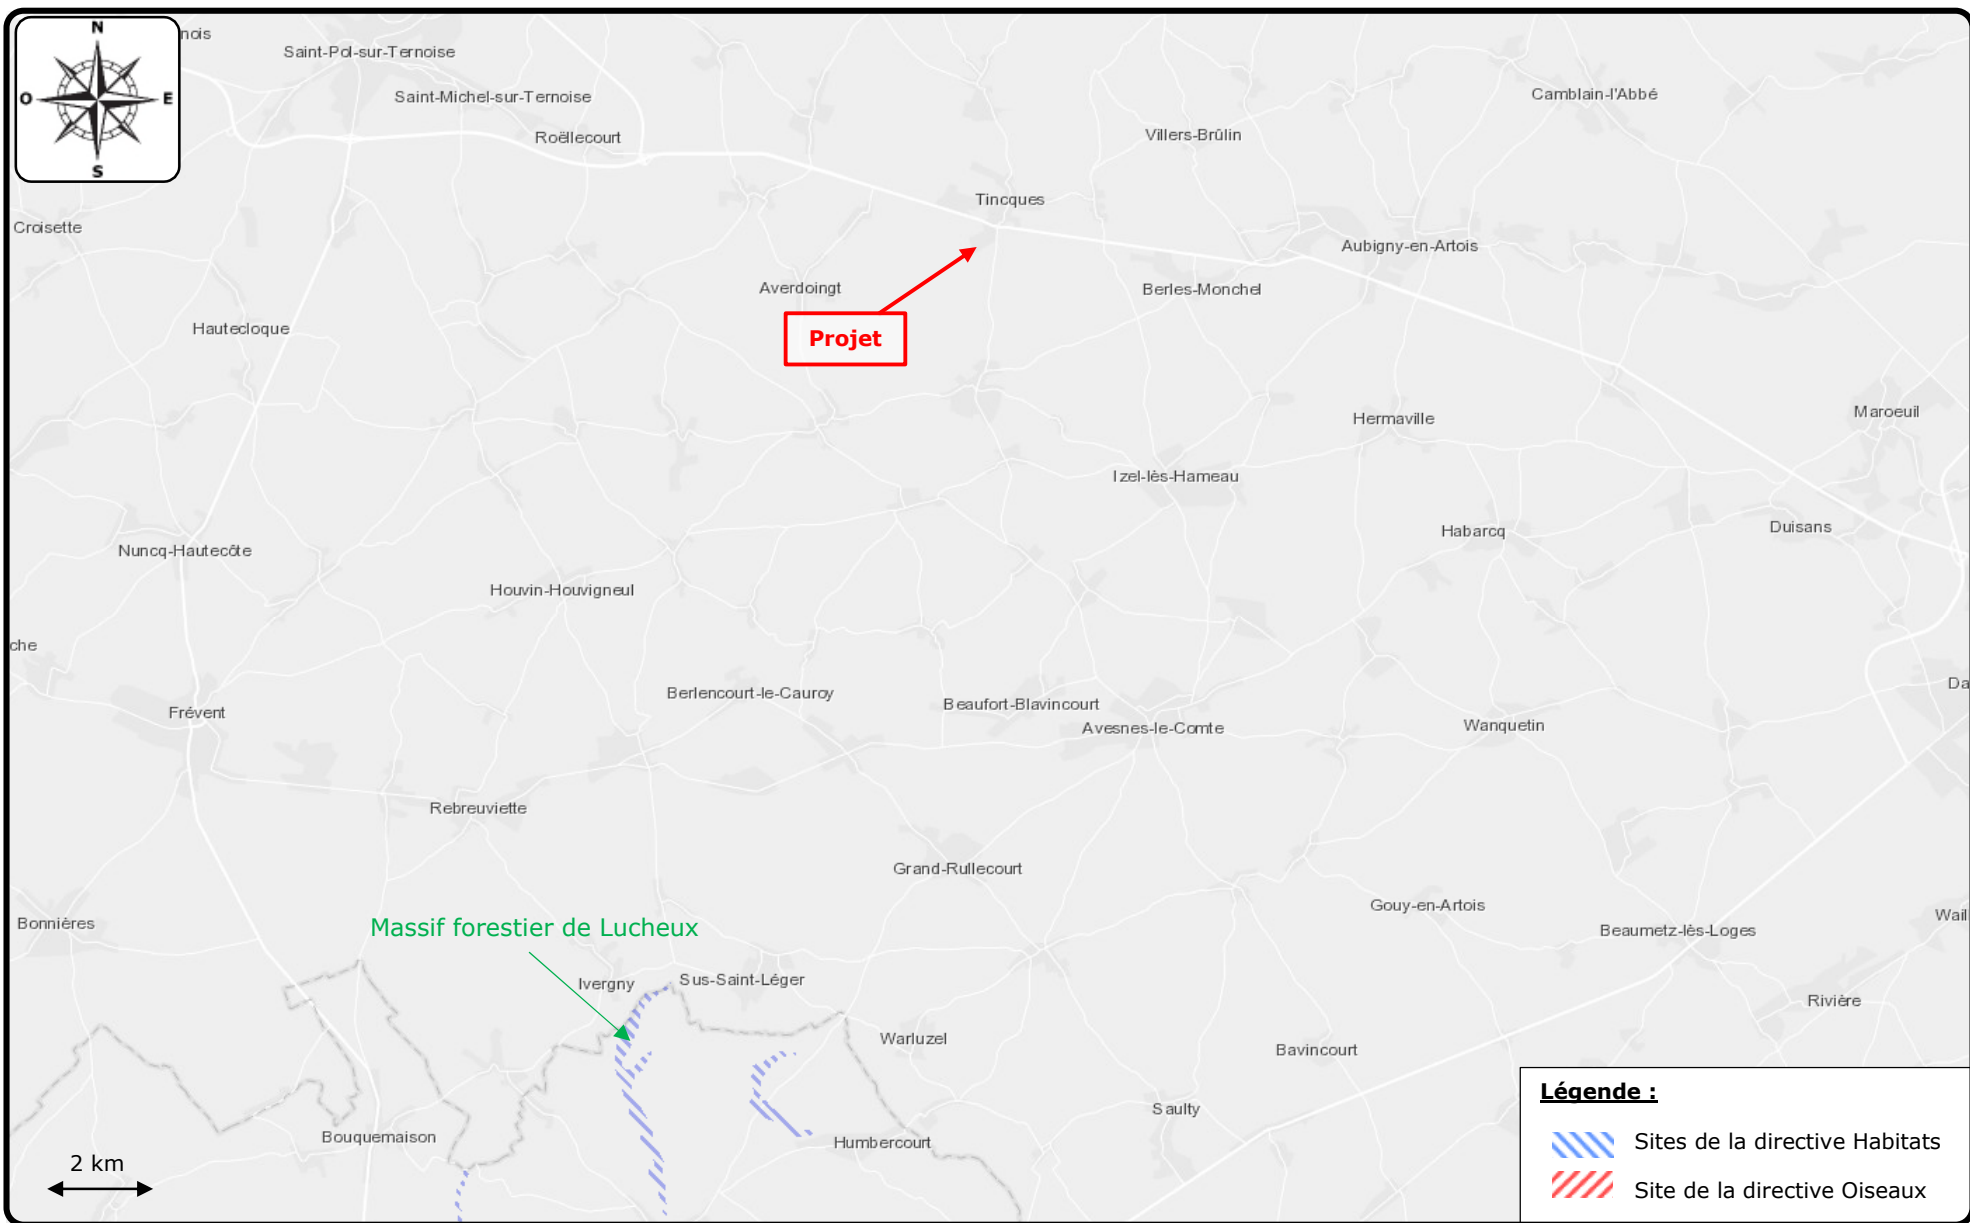 N
O
E
S
nois
Saint-Pol-sur-Ternoise
Saint-Michel-sur-Ternoise
Camblain-l'Abbé
Roëllecourt
Villers-Brûlin
Tincques
Croisette
Aubigny-en-Artois
Averdoingt
Berles-Monchel
Hautecloque
Projet
Maroeuil
Hermaville
Izel-lès-Hameau
Duisans
Habarcq
Nuncq-Hautecôte
Houvin-Houvigneul
che
Da
Berlencourt-le-Cauroy
Beaufort-Blavincourt
Frévent
Avesnes-le-Comte
Wanquetin
Rebreuviette
Grand-Rullecourt
Gouy-en-Artois
Wail
Bonnières
Massif forestier de Lucheux
Beaumetz-lès-Loges
Ivergny
Sus-Saint-Léger
Rivière
Warluzel
Bavincourt
Saulty
Bouquemaison
Humbercourt
2 km
Légende :
Sites de la directive Habitats
Site de la directive Oiseaux